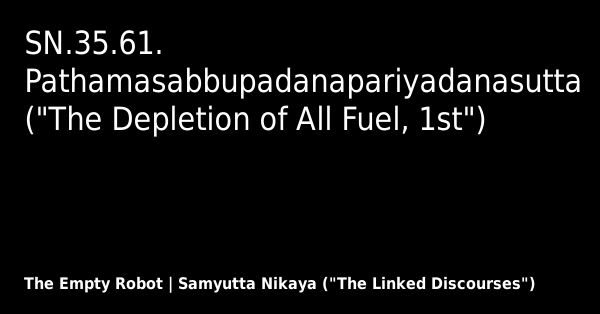 SN.35.61.
Pathamasabbupadanapariyadanasutta
("The Depletion of All Fuel, 1st")
The Empty Robot | Samyutta Nikaya ("The Linked Discourses")